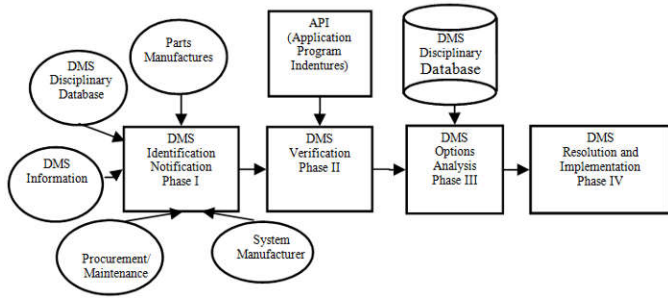 Parts
Manufactures
API
(Application
Program
Indentures)
DMS
Disciplinary
Database
DMS
Disciplinary
Database
DMS
Information
DMS
Identification
Notification
Phase I
DMS
Verification
Phase II
DMS
Options
Analysis
Phase III
DMS
Resolution and
Implementation
Phase IV
Procurement/
Maintenance
System
Manufacturer